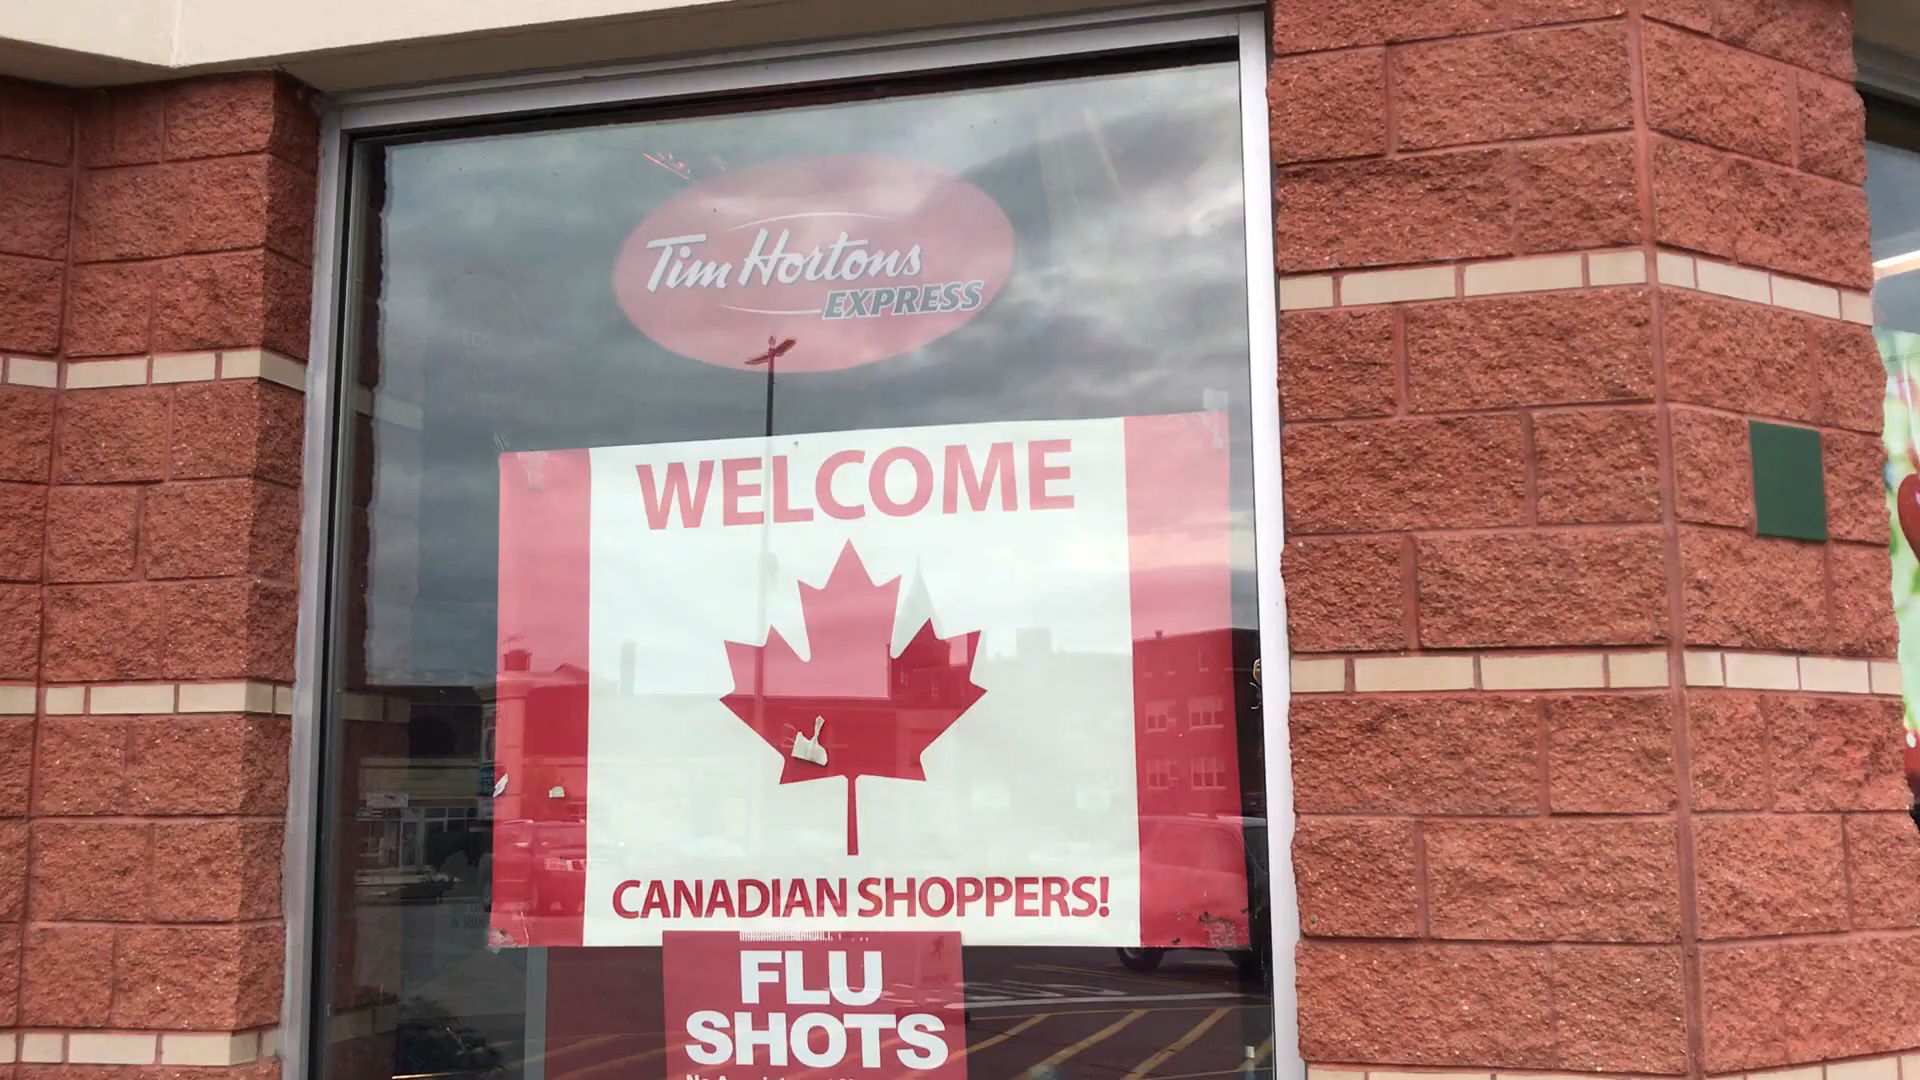 Tim Hortons
EXPRESS
WELCOME
CANADIAN SHOPPERS!
FLU
SHOTS